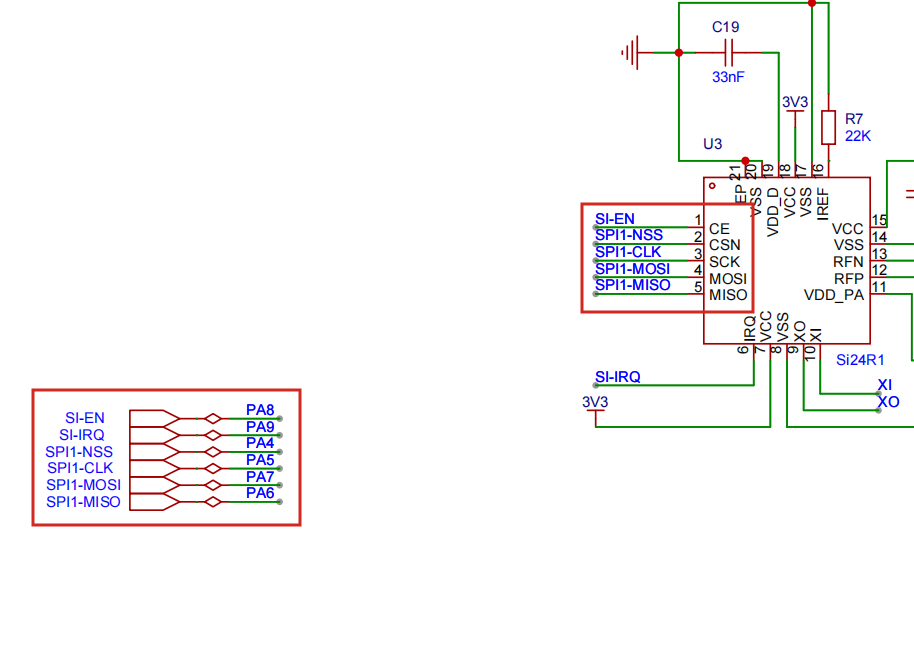 C19
33nF
3V3
R7
22K
U3
21 20 19 18 17 16
EP VSS VDD_D VCC VSS IREF
SI-EN 1 CE
SPI1-NSS 2 CSN
SPI1-CLK 3 SCK
SPI1-MOSI 4 MOSI
SPI1-MISO 5 MISO
VCC 15
VSS 14
RFN 13
RFP 12
VDD_PA 11
IRQ VCC VSS XO XI
6 7 8 9 10
Si24R1
SI-IRQ
3V3
XI
XO
SI-EN PA8
SI-IRQ PA9
SPI1-NSS PA4
SPI1-CLK PA5
SPI1-MOSI PA7
SPI1-MISO PA6